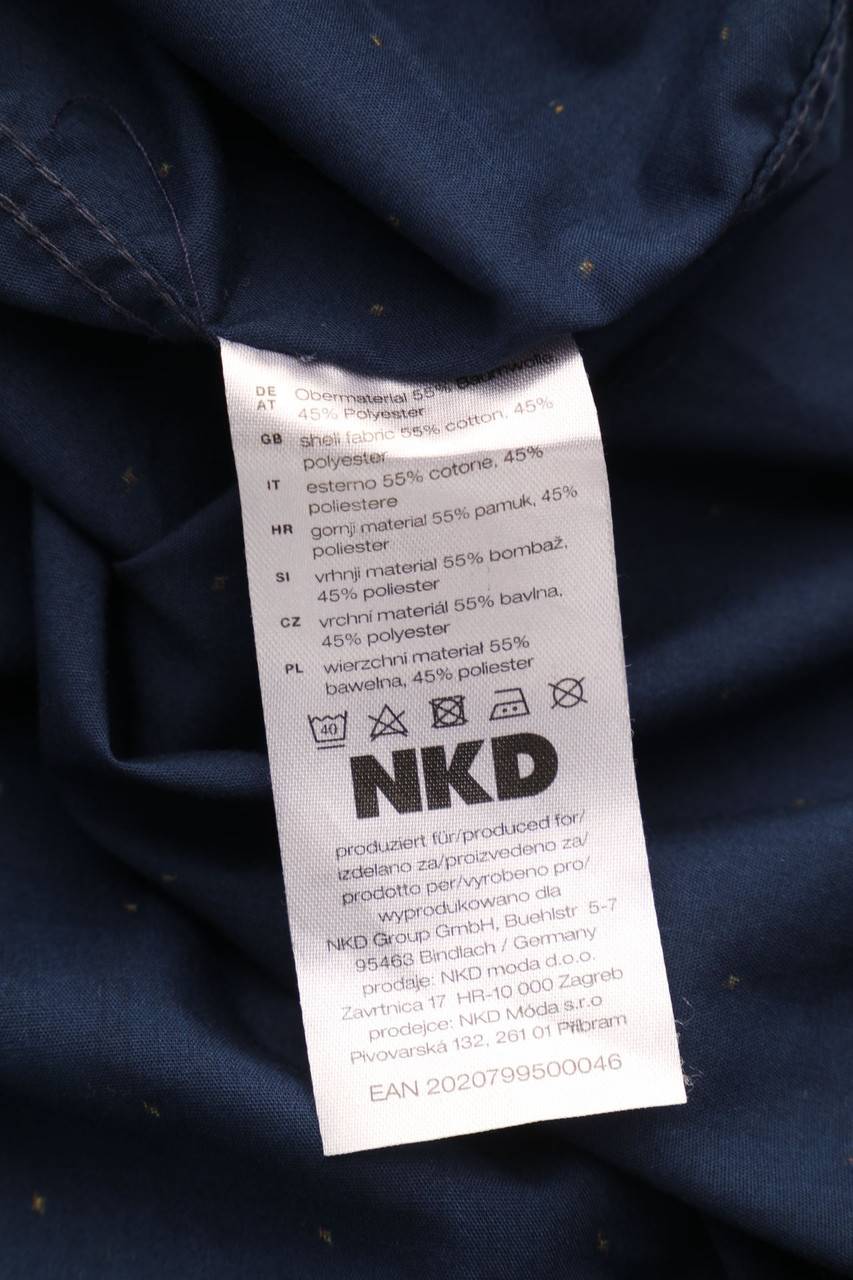 DE AT Obermaterial 55% Baumwolle
45% Polyester
GB shell fabric 55% cotton, 45%
polyester
IT esterno 55% cotone, 45%
poliestere
HR gornji material 55% pamuk, 45%
poliester
SI vrhnji material 55% bombaž,
45% poliester
CZ vrchní materiál 55% bavlna,
45% polyester
PL wierzchni materiał 55%
bawełna, 45% poliester
40
NKD
produziert für/produced for/
izdelano za/proizvedeno za/
prodotto per/vyrobeno pro/
wyprodukowano dla
NKD Group GmbH, Buehlstr 5-7
95463 Bindlach / Germany
prodaje: NKD moda d.o.o.
Zavrtnica 17 HR-10 000 Zagreb
prodejce: NKD Móda s.r.o
Pivovarská 132, 261 01 Příbram
EAN 2020799500046